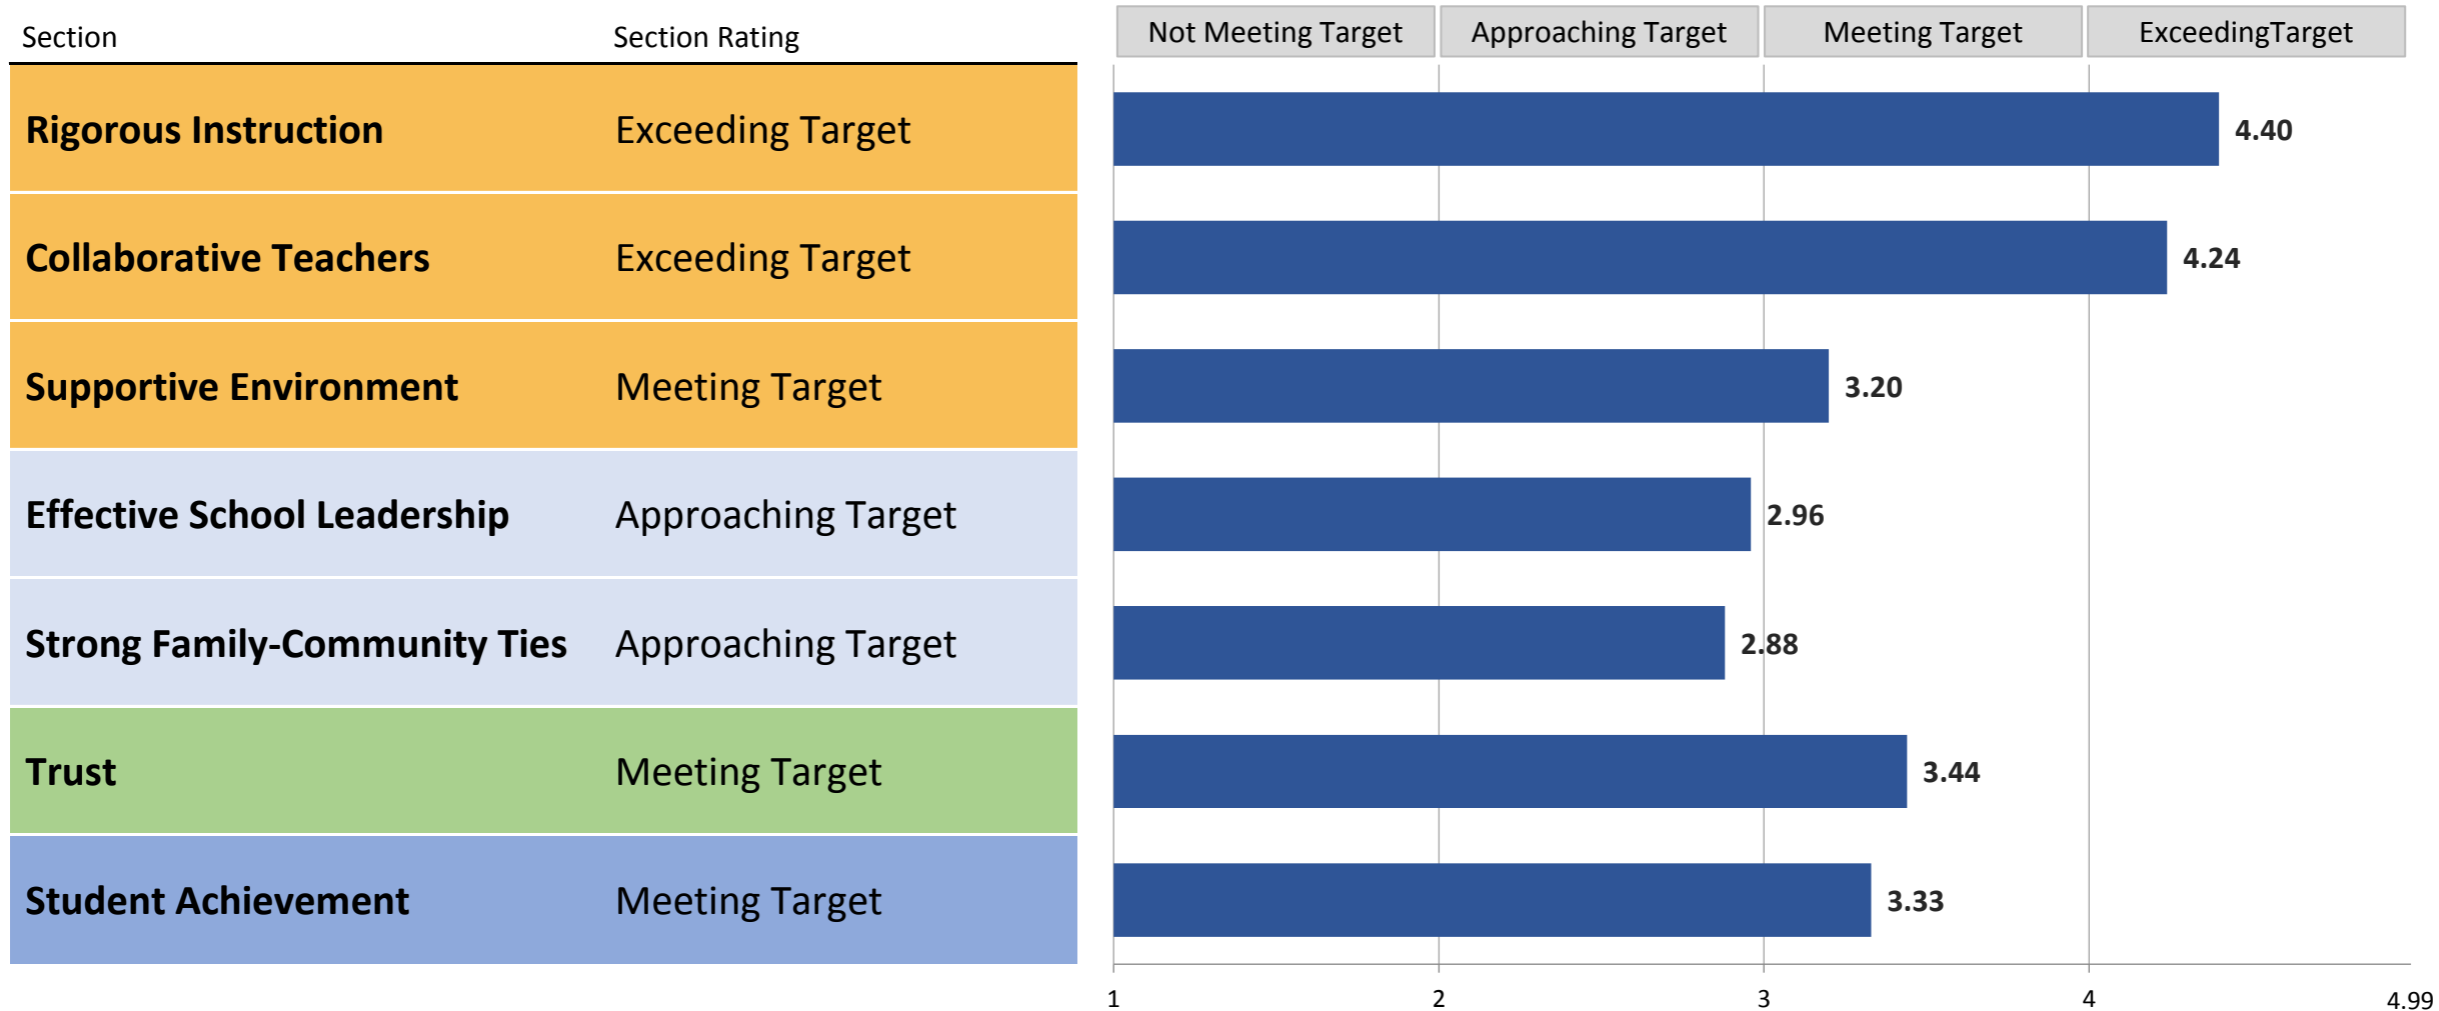 Section Section Rating Not Meeting Target Approaching Target Meeting Target ExceedingTarget
Rigorous Instruction Exceeding Target 4.40
Collaborative Teachers Exceeding Target 4.24
Supportive Environment Meeting Target 3.20
Effective School Leadership Approaching Target 2.96
Strong Family-Community Ties Approaching Target 2.88
Trust Meeting Target 3.44
Student Achievement Meeting Target 3.33
1 2 3 4 4.99